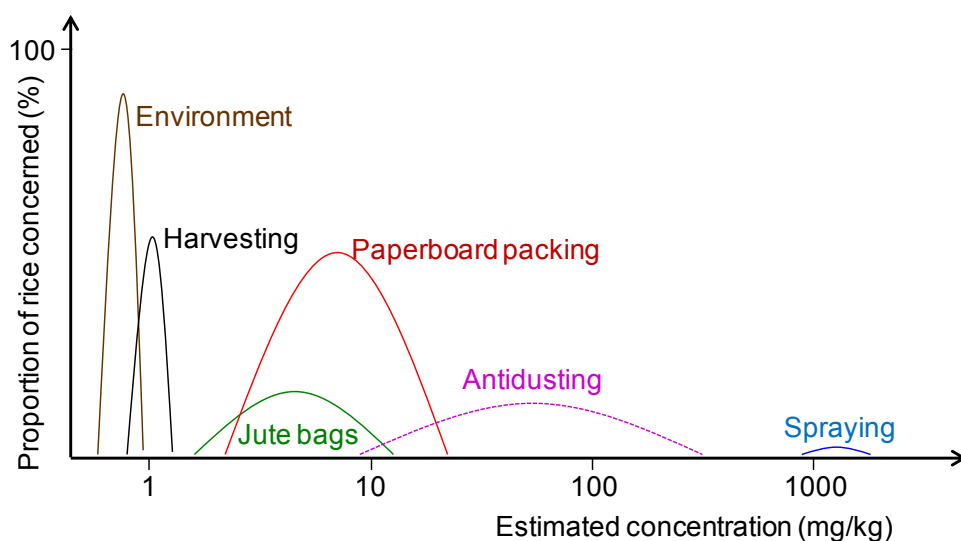 Proportion of rice concerned (%)
100
Environment
Harvesting
Paperboard packing
Jute bags
Antidusting
Spraying
1
10
100
1000
Estimated concentration (mg/kg)